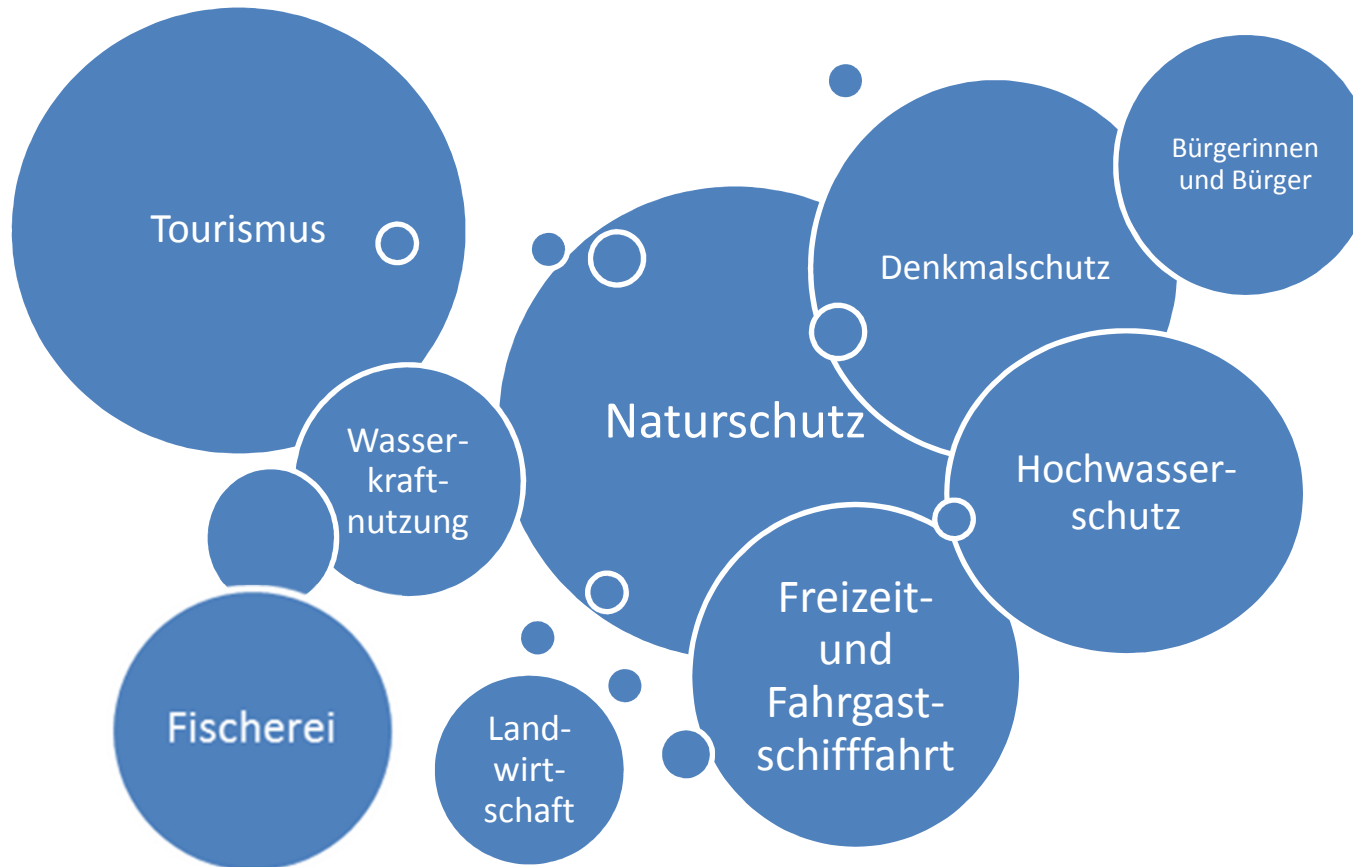 Tourismus
Bürgerinnen
und Bürger
Denkmalschutz
Naturschutz
Wasser-
kraft-
nutzung
Hochwasser-
schutz
Freizeit-
und
Fahrgast-
schifffahrt
Fischerei
Land-
wirt-
schaft